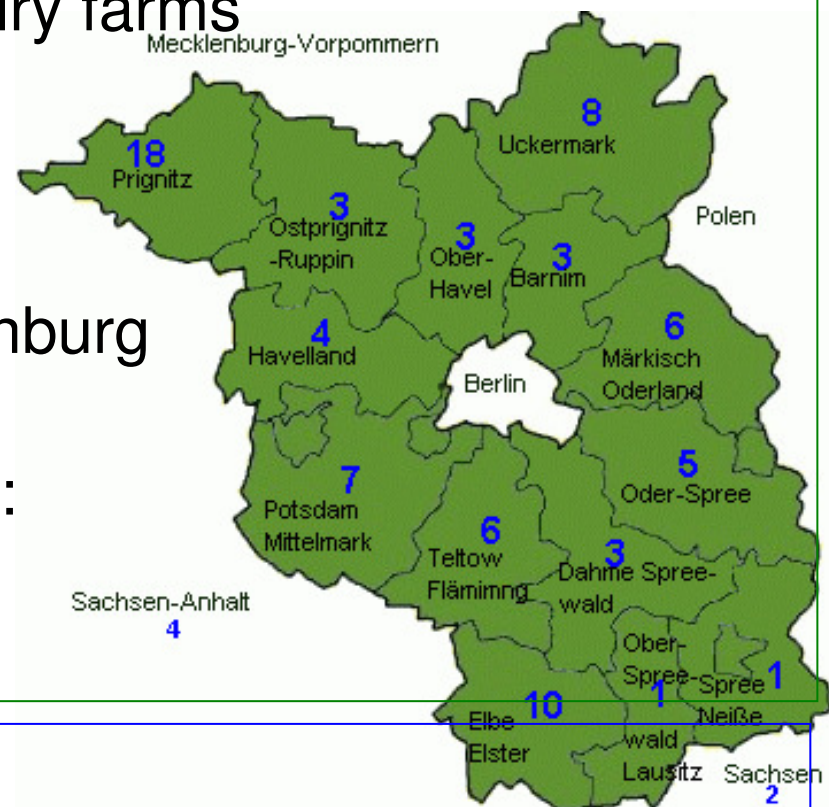 ry farms
Mecklenburg-Vorpommern
8
Uckermark
18
Prignitz
3
Ostprignitz
-Ruppin
3
Ober-
Havel
3
Barnim
Polen
nburg
4
Havelland
6
Märkisch
Oderland
Berlin
:
7
Potsdam
Mittelmark
5
Oder-Spree
6
Teltow
Flämimng
3
Dahme Spree-
wald
Sachsen-Anhalt
4
Ober-
Spree-
1
wald
Lausitz
1
Spree
Neiße
10
Elbe
Elster
Sachsen
2